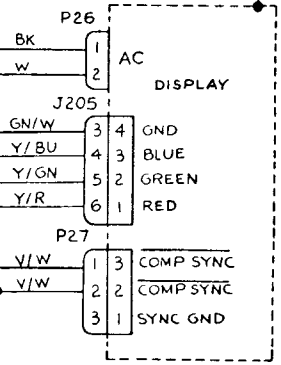 P26
BK 1 AC
W 2
DISPLAY
J205
GN/W 3 4 GND
Y/BU 4 3 BLUE
Y/GN 5 2 GREEN
Y/R 6 1 RED
P27
V/W 1 3 COMP SYNC
V/W 2 2 COMP SYNC
3 1 SYNC GND